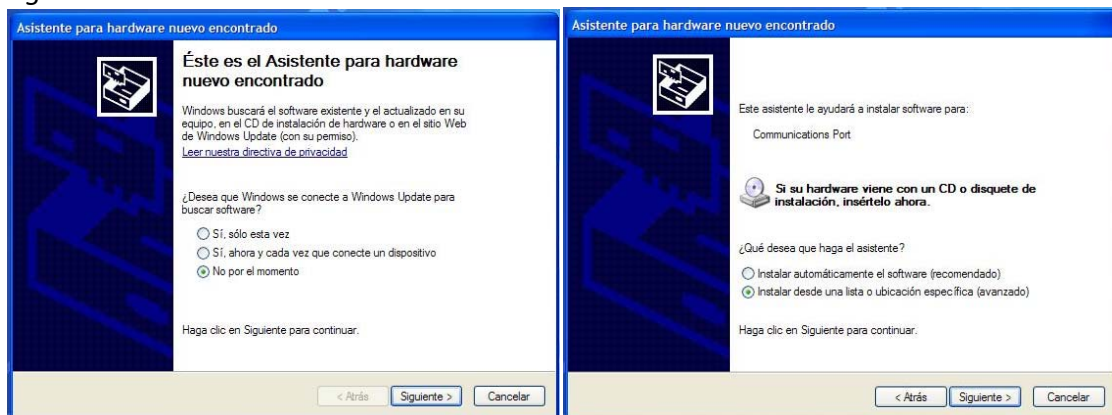 Asistente para hardware nuevo encontrado
Éste es el Asistente para hardware
nuevo encontrado
Windows buscará el software existente y el actualizado en su
equipo, en el CD de instalación de hardware o en el sitio Web
de Windows Update (con su permiso).
Leer nuestra directiva de privacidad
¿Desea que Windows se conecte a Windows Update para
buscar software?
Sí, sólo esta vez
Sí, ahora y cada vez que conecte un dispositivo
No por el momento
Haga clic en Siguiente para continuar.
< Atrás Siguiente > Cancelar
Asistente para hardware nuevo encontrado
Este asistente le ayudará a instalar software para:
Communications Port
Si su hardware viene con un CD o disquete de
instalación, insértelo ahora.
¿Qué desea que haga el asistente?
Instalar automáticamente el software (recomendado)
Instalar desde una lista o ubicación específica (avanzado)
Haga clic en Siguiente para continuar.
< Atrás Siguiente > Cancelar